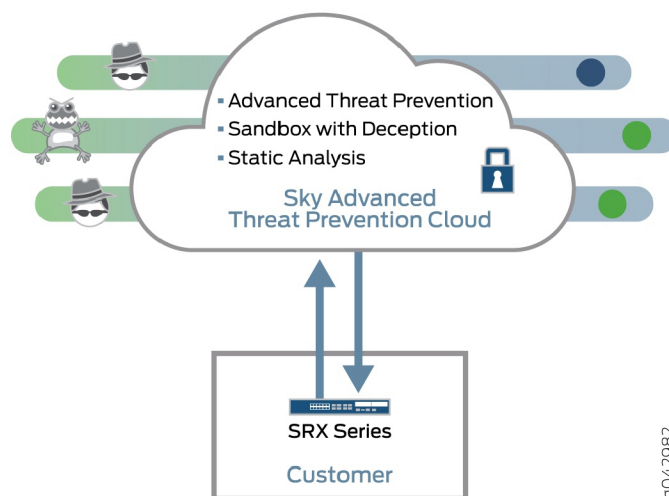 ▪ Advanced Threat Prevention
▪ Sandbox with Deception
▪ Static Analysis
Sky Advanced
Threat Prevention Cloud
SRX Series
Customer